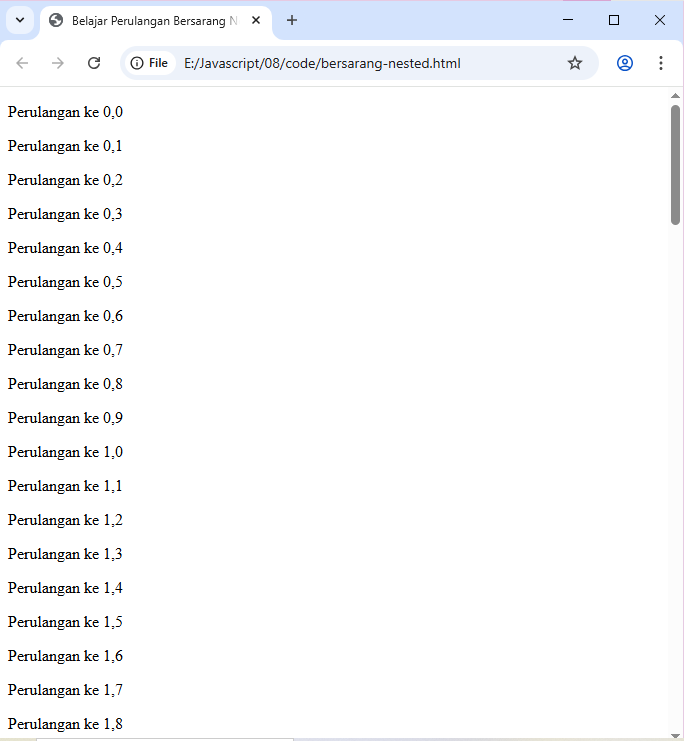 Belajar Perulangan Bersarang N
File
E:/Javascript/08/code/bersarang-nested.html
Perulangan ke 0,0
Perulangan ke 0,1
Perulangan ke 0,2
Perulangan ke 0,3
Perulangan ke 0,4
Perulangan ke 0,5
Perulangan ke 0,6
Perulangan ke 0,7
Perulangan ke 0,8
Perulangan ke 0,9
Perulangan ke 1,0
Perulangan ke 1,1
Perulangan ke 1,2
Perulangan ke 1,3
Perulangan ke 1,4
Perulangan ke 1,5
Perulangan ke 1,6
Perulangan ke 1,7
Perulangan ke 1,8